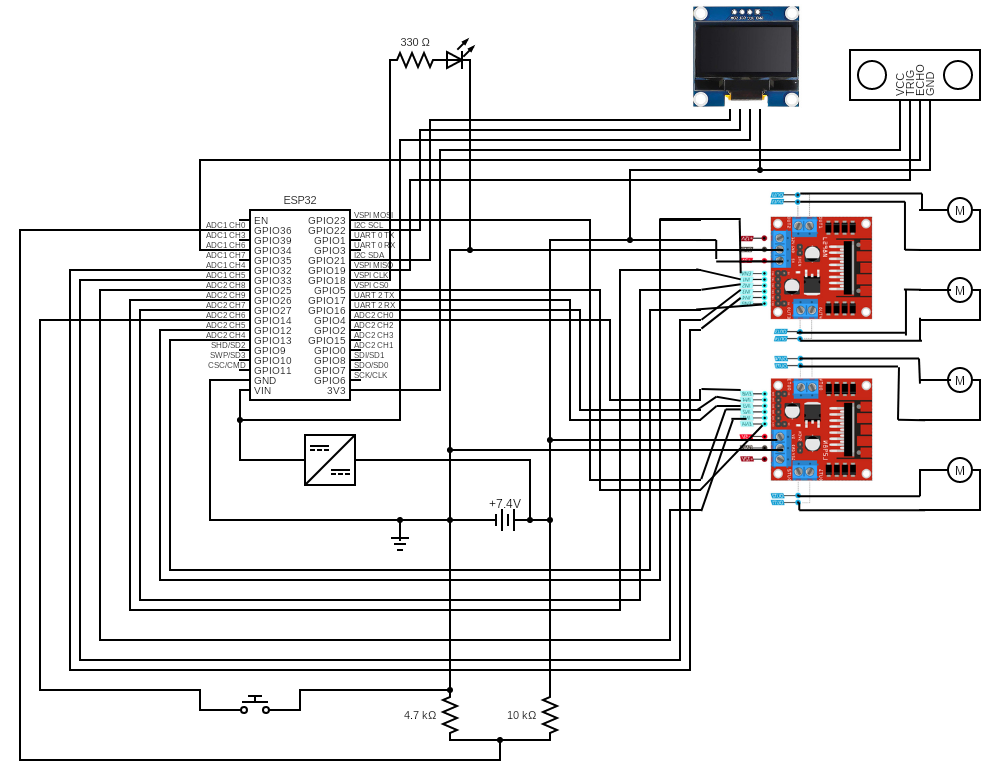 330 Ω
VCC
TRIG
ECHO
GND
ESP32
EN
GPIO36
GPIO39
GPIO34
GPIO35
GPIO32
GPIO33
GPIO25
GPIO26
GPIO27
GPIO14
GPIO12
GPIO13
GPIO9
GPIO10
GPIO11
GND
VIN
GPIO23
GPIO22
GPIO1
GPIO3
GPIO21
GPIO19
GPIO18
GPIO5
GPIO17
GPIO16
GPIO4
GPIO2
GPIO15
GPIO0
GPIO8
GPIO7
GPIO6
3V3
ADC1 CH0
ADC1 CH3
ADC1 CH6
ADC1 CH7
ADC1 CH4
ADC1 CH5
ADC2 CH8
ADC2 CH9
ADC2 CH7
ADC2 CH6
ADC2 CH5
ADC2 CH4
SHD/SD2
SWP/SD3
CSC/CMD
VSPI MOSI
I2C SCL
UART 0 TX
UART 0 RX
I2C SDA
VSPI MISO
VSPI CLK
VSPI CS0
UART 2 TX
UART 2 RX
ADC2 CH0
ADC2 CH2
ADC2 CH3
ADC2 CH1
SDI/SD1
SDO/SD0
SCK/CLK
M
M
M
M
+7.4V
4.7 kΩ
10 kΩ